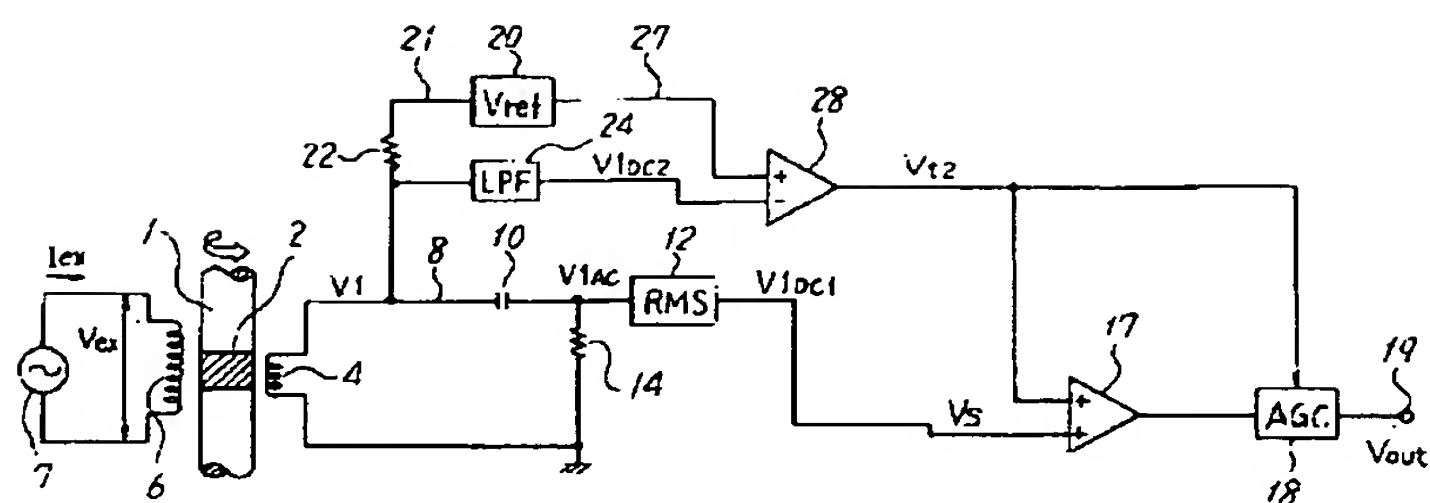 21 20 27
Vref
28
22 24
LPF V1DC2 + - Vt2
1 2
Iex V1 8 10 V1AC 12 V1DC1
RMS
Vex 17 19
4 14 + + AGC.
VS
7 6 Vout
18